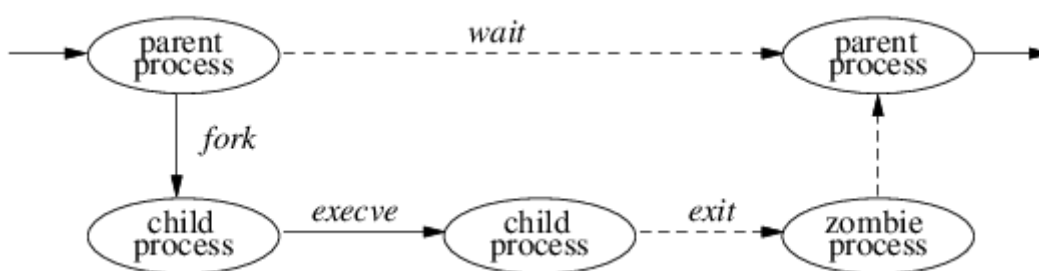 parent
process
wait
parent
process
fork
child
process
execve
child
process
exit
zombie
process